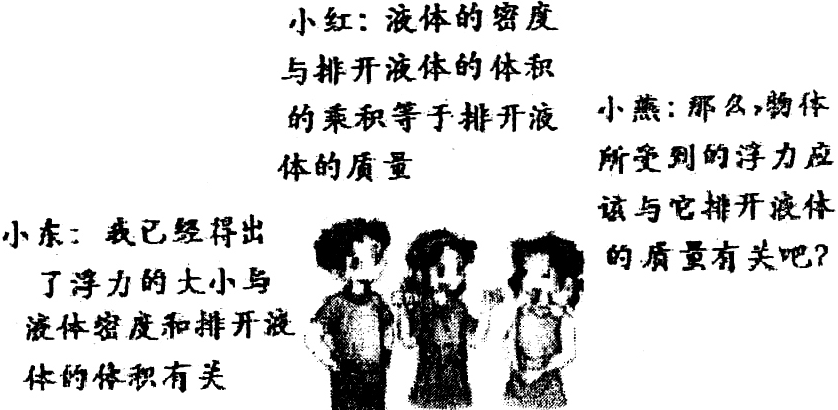 小红：液体的密度
与排开液体的体积
的乘积等于排开液
体的质量
小燕：那么，物体
所受到的浮力应
该与它排开液体
的质量有关吧？
小东：我已经得出
了浮力的大小与
液体密度和排开液
体的体积有关